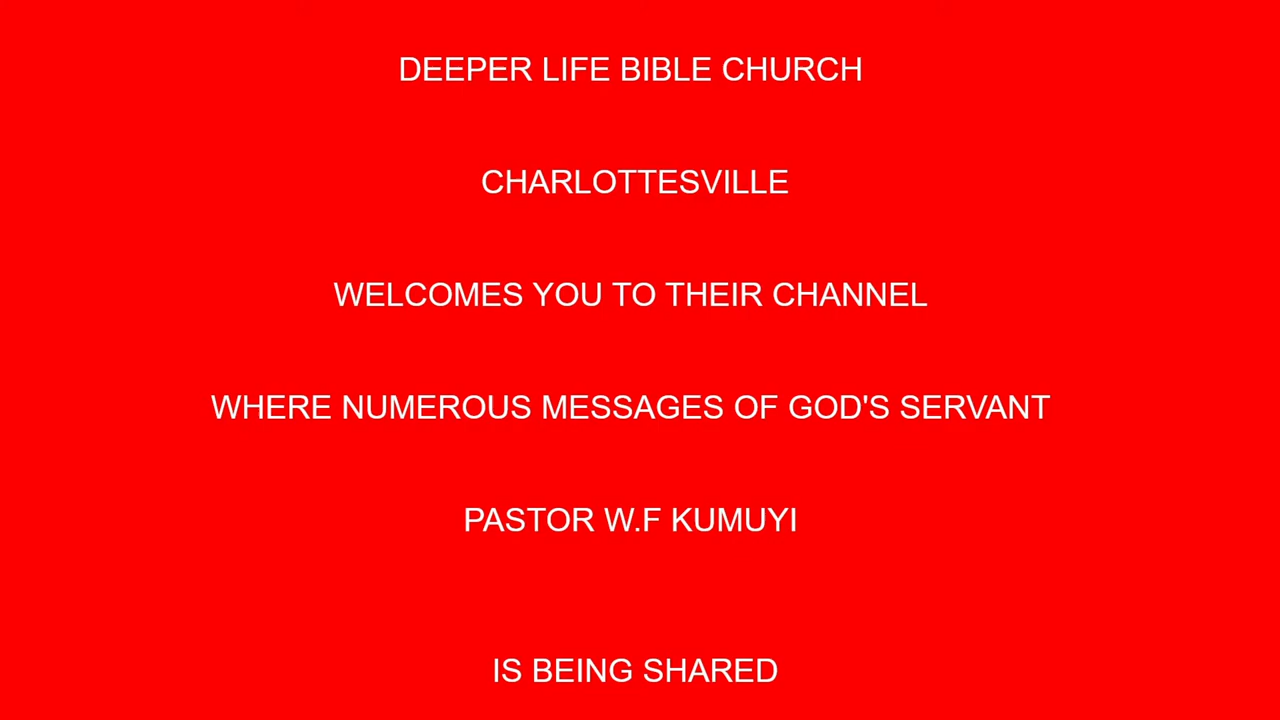 DEEPER LIFE BIBLE CHURCH
CHARLOTTESVILLE
WELCOMES YOU TO THEIR CHANNEL
WHERE NUMEROUS MESSAGES OF GOD'S SERVANT
PASTOR W.F KUMUYI
IS BEING SHARED